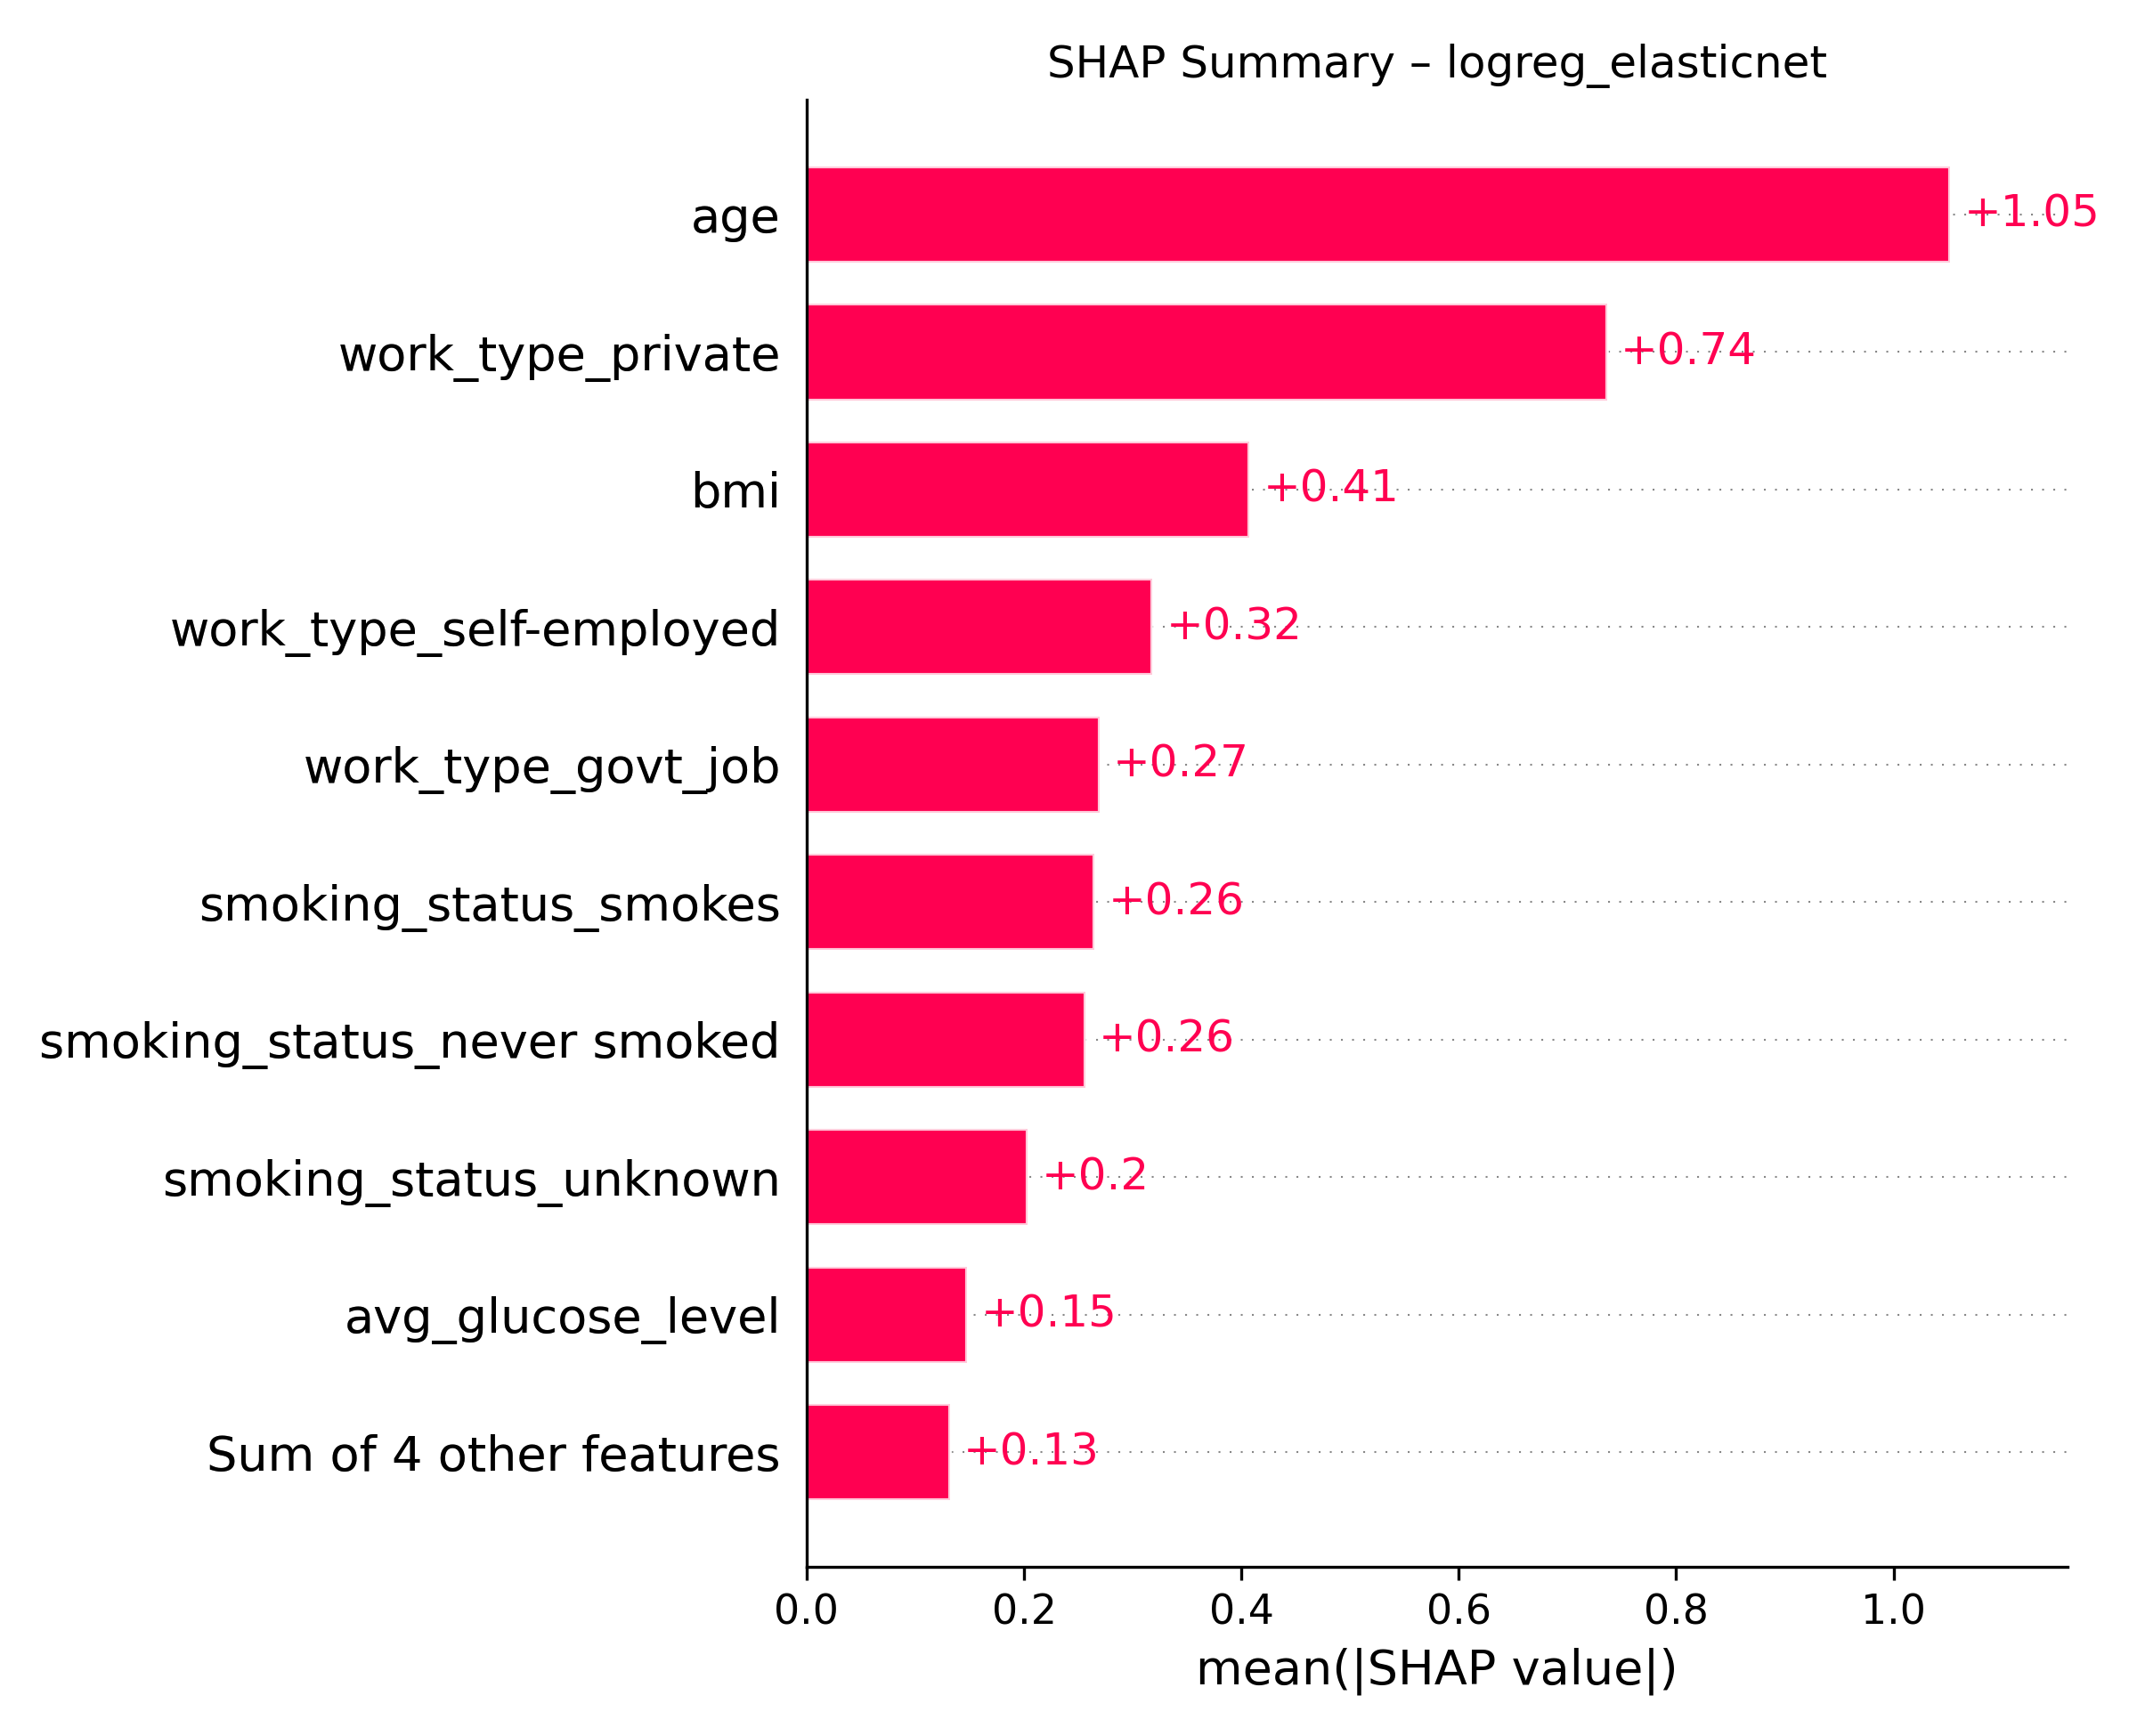 SHAP Summary – logreg_elasticnet
age +1.05
work_type_private +0.74
bmi +0.41
work_type_self-employed +0.32
work_type_govt_job +0.27
smoking_status_smokes +0.26
smoking_status_never smoked +0.26
smoking_status_unknown +0.2
avg_glucose_level +0.15
Sum of 4 other features +0.13
0.0 0.2 0.4 0.6 0.8 1.0
mean(|SHAP value|)